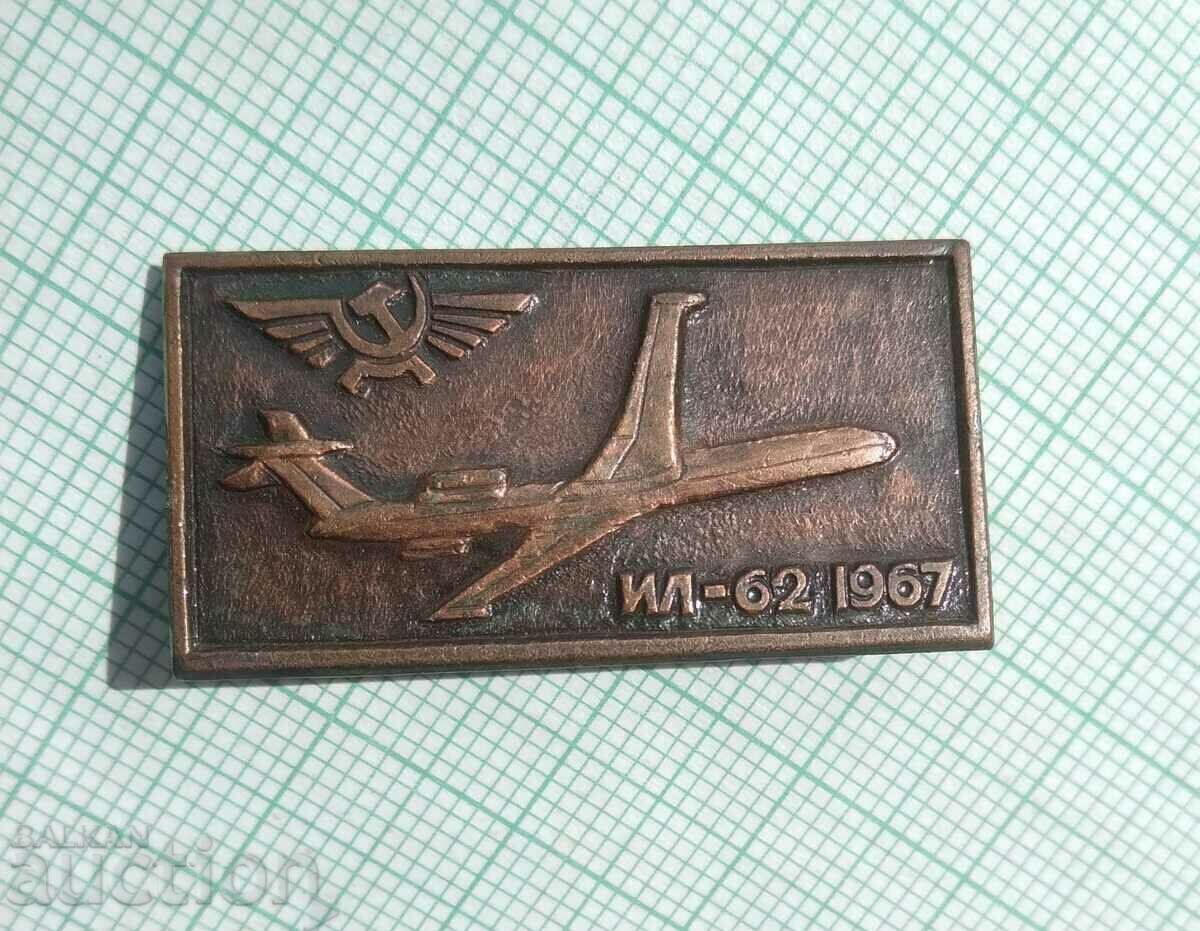 ИЛ-62 1967
BALKAN
auction